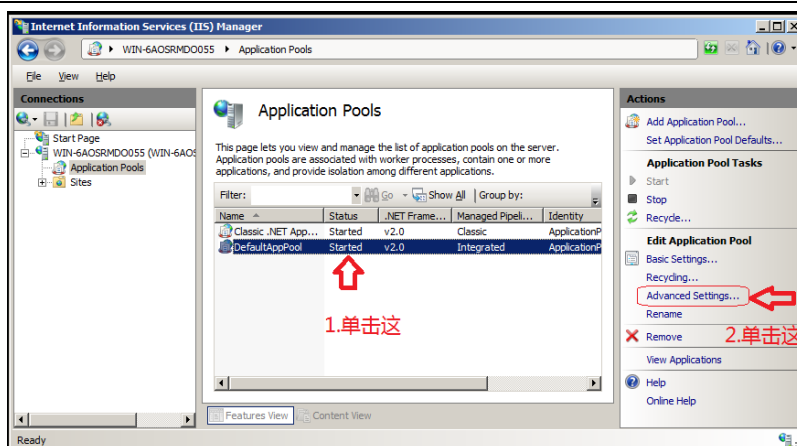 Internet Information Services (IIS) Manager
WIN-6AOSRMDO055 Application Pools
File View Help
Connections
Start Page
WIN-6AOSRMDO055 (WIN-6AOS
Application Pools
Sites
Application Pools
This page lets you view and manage the list of application pools on the server.
Application pools are associated with worker processes, contain one or more
applications, and provide isolation among different applications.
Filter: Go Show All Group by:
Name Status .NET Frame... Managed Pipeli... Identity
Classic .NET App... Started v2.0 Classic ApplicationP
DefaultAppPool Started v2.0 Integrated ApplicationP
1.单击这
Features View Content View
Actions
Add Application Pool...
Set Application Pool Defaults...
Application Pool Tasks
Start
Stop
Recycle...
Edit Application Pool
Basic Settings...
Recycling...
Advanced Settings...
Rename
2.单击这
Remove
View Applications
Help
Online Help
Ready